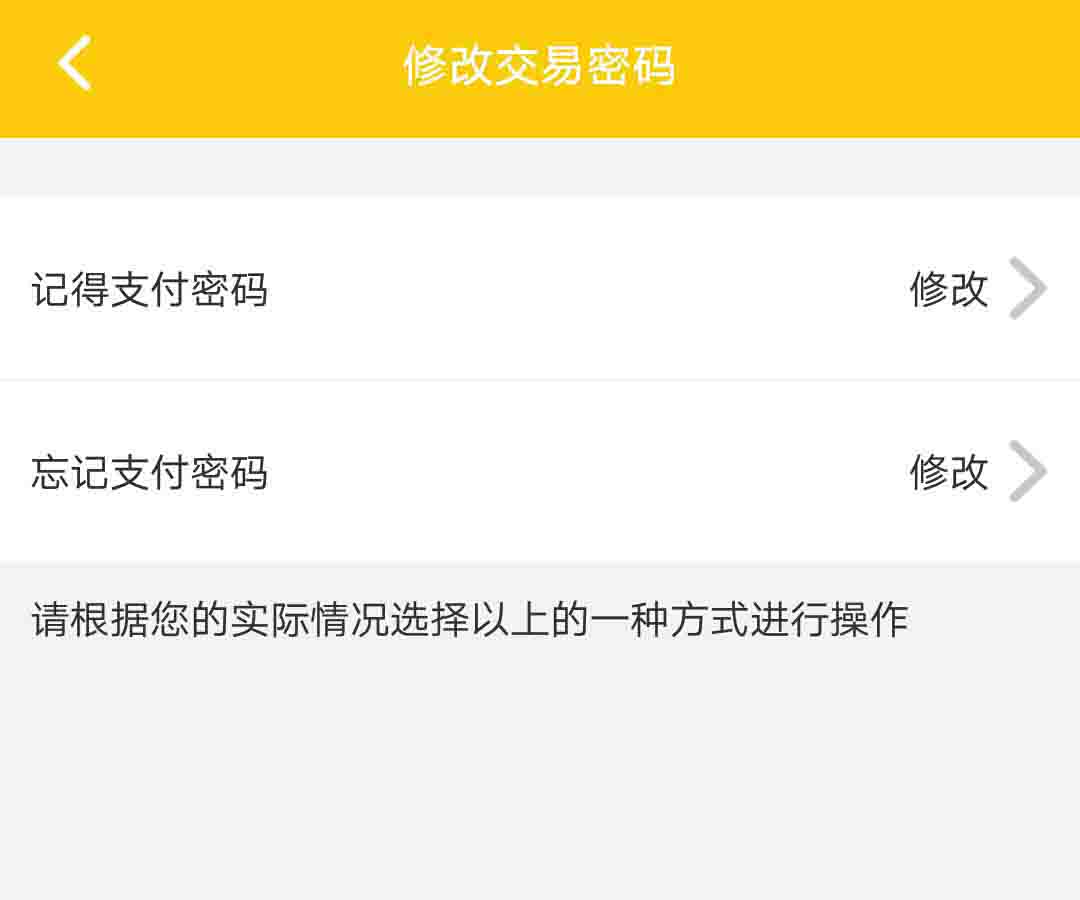 修改交易密码
记得支付密码 修改
忘记支付密码 修改
请根据您的实际情况选择以上的一种方式进行操作